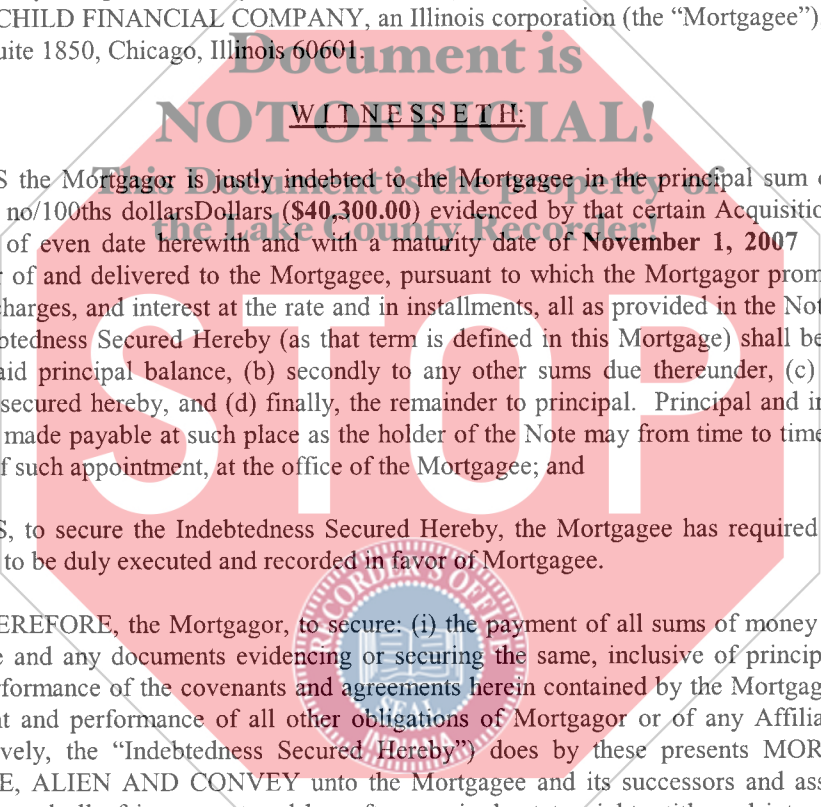 CHILD FINANCIAL COMPANY, an Illinois corporation (the “Mortgagee”)
uite 1850, Chicago, Illinois 60601.
Document is
NOT OFFICIAL!
W I T N E S S E T H:
This Document is the property of
the Lake County Recorder!
S the Mortgagor is justly indebted to the Mortgagee in the principal sum
no/100ths dollarsDollars ($40,300.00) evidenced by that certain Acquisitio
of even date herewith and with a maturity date of November 1, 2007
r of and delivered to the Mortgagee, pursuant to which the Mortgagor prom
charges, and interest at the rate and in installments, all as provided in the Not
btedness Secured Hereby (as that term is defined in this Mortgage) shall be
aid principal balance, (b) secondly to any other sums due thereunder, (c)
secured hereby, and (d) finally, the remainder to principal. Principal and in
made payable at such place as the holder of the Note may from time to time
f such appointment, at the office of the Mortgagee; and
STOP
S, to secure the Indebtedness Secured Hereby, the Mortgagee has required
to be duly executed and recorded in favor of Mortgagee.
EREFORE, the Mortgagor, to secure: (i) the payment of all sums of money
e and any documents evidencing or securing the same, inclusive of princip
rformance of the covenants and agreements herein contained by the Mortgag
nt and performance of all other obligations of Mortgagor or of any Affilia
vely, the “Indebtedness Secured Hereby”) does by these presents MOR
E, ALIEN AND CONVEY unto the Mortgagee and its successors and ass
RECORDER'S OFFICE
SEAL
INDIANA